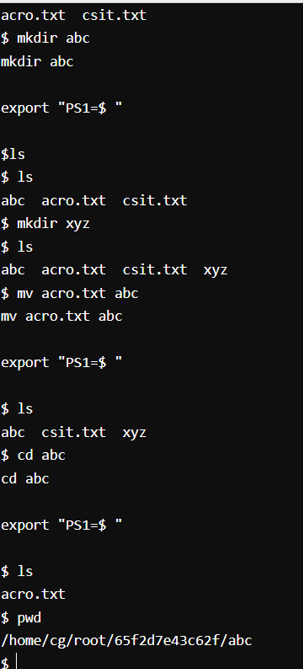 acro.txt  csit.txt
$ mkdir abc
mkdir abc
export "PS1=$ "
$ls
$ ls
abc  acro.txt  csit.txt
$ mkdir xyz
$ ls
abc  acro.txt  csit.txt  xyz
$ mv acro.txt abc
mv acro.txt abc
export "PS1=$ "
$ ls
abc  csit.txt  xyz
$ cd abc
cd abc
export "PS1=$ "
$ ls
acro.txt
$ pwd
/home/cg/root/65f2d7e43c62f/abc
$